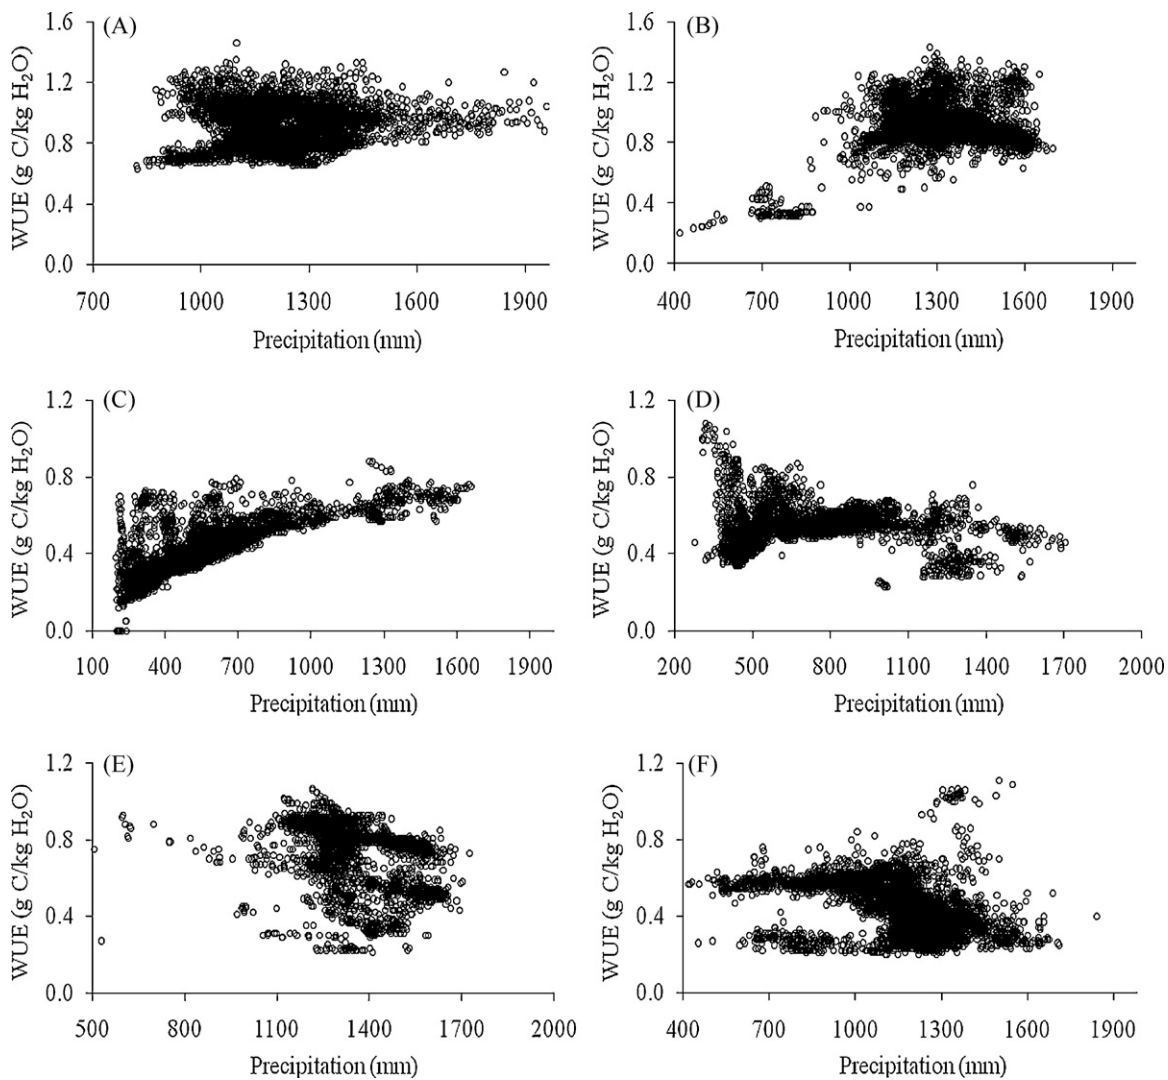 (A)
WUE (g C/kg H₂O)
1.6
1.2
0.8
0.4
0.0
700 1000 1300 1600 1900
Precipitation (mm)
(B)
WUE (g C/kg H₂O)
1.6
1.2
0.8
0.4
0.0
400 700 1000 1300 1600 1900
Precipitation (mm)
(C)
WUE (g C/kg H₂O)
1.2
0.8
0.4
0.0
100 400 700 1000 1300 1600 1900
Precipitation (mm)
(D)
WUE (g C/kg H₂O)
1.2
0.8
0.4
0.0
200 500 800 1100 1400 1700 2000
Precipitation (mm)
(E)
WUE (g C/kg H₂O)
1.2
0.8
0.4
0.0
500 800 1100 1400 1700 2000
Precipitation (mm)
(F)
WUE (g C/kg H₂O)
1.2
0.8
0.4
0.0
400 700 1000 1300 1600 1900
Precipitation (mm)